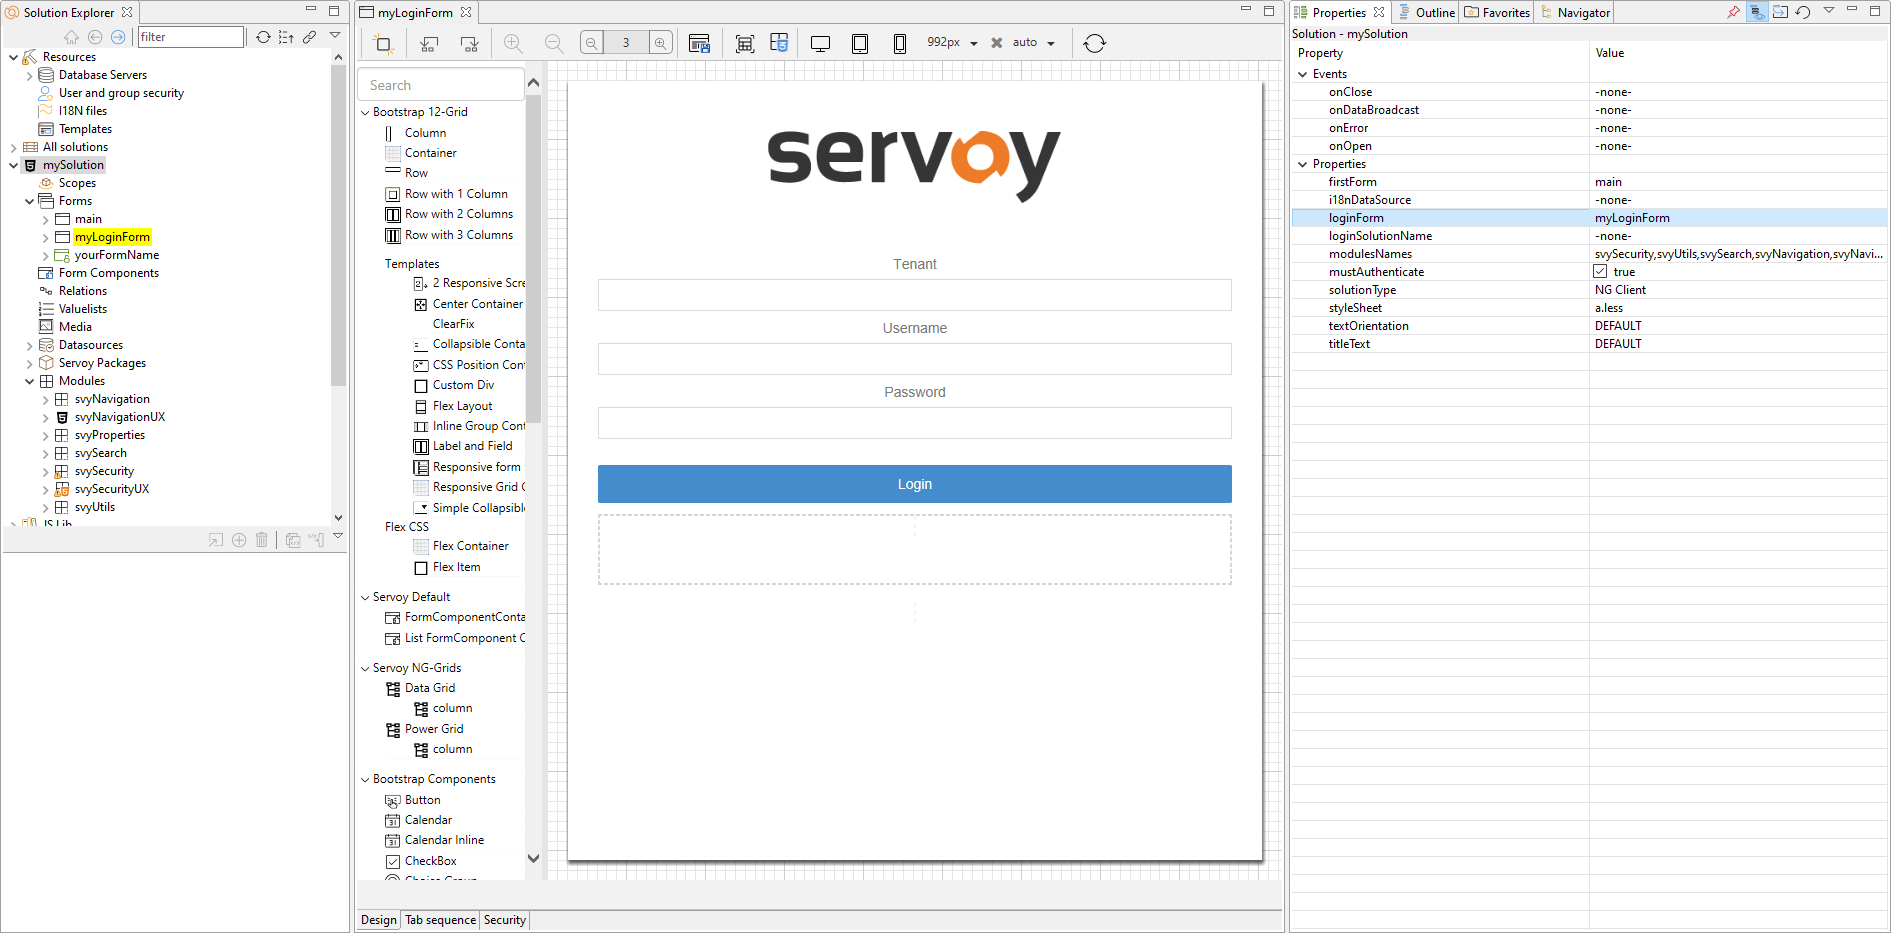 Solution Explorer
filter
Resources
Database Servers
User and group security
I18N files
Templates
All solutions
mySolution
Scopes
Forms
main
myLoginForm
yourFormName
Form Components
Relations
Valuelists
Media
Datasources
Servoy Packages
Modules
svyNavigation
svyNavigationUX
svyProperties
svySearch
svySecurity
svySecurityUX
svyUtils
JS Lib
myLoginForm
3
992px
auto
Search
Bootstrap 12-Grid
Column
Container
Row
Row with 1 Column
Row with 2 Columns
Row with 3 Columns
Templates
2 Responsive Scre
Center Container
ClearFix
Collapsible Conta
CSS Position Cont
Custom Div
Flex Layout
Inline Group Cont
Label and Field
Responsive form
Responsive Grid C
Simple Collapsible
Flex CSS
Flex Container
Flex Item
Servoy Default
FormComponentConta
List FormComponent C
Servoy NG-Grids
Data Grid
column
Power Grid
column
Bootstrap Components
Button
Calendar
Calendar Inline
CheckBox
Choice Group
servoy
Tenant
Username
Password
Login
Design Tab sequence Security
Properties Outline Favorites Navigator
Solution - mySolution
Property Value
Events
onClose -none-
onDataBroadcast -none-
onError -none-
onOpen -none-
Properties
firstForm main
i18nDataSource -none-
loginForm myLoginForm
loginSolutionName -none-
modulesNames svySecurity,svyUtils,svySearch,svyNavigation,svyNavi...
mustAuthenticate true
solutionType NG Client
styleSheet a.less
textOrientation DEFAULT
titleText DEFAULT